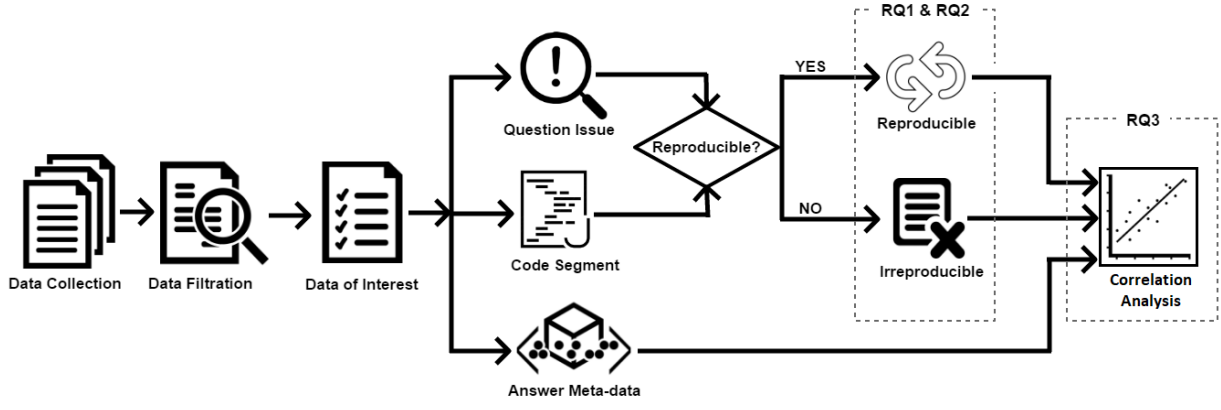 RQ1 & RQ2
YES
Question Issue
Reproducible
RQ3
Reproducible?
NO
Code Segment
Irreproducible
Data Collection
Data Filtration
Data of Interest
Correlation
Analysis
Answer Meta-data